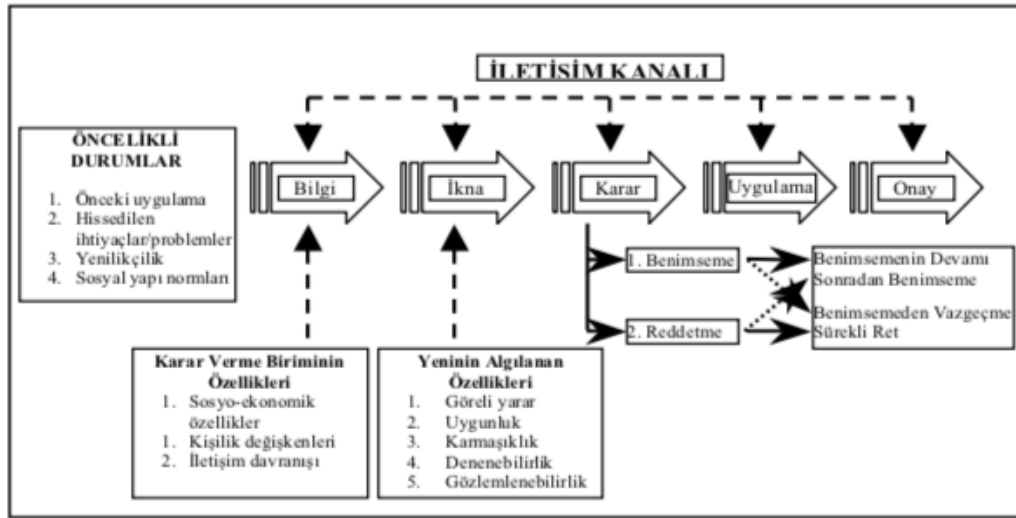 İLETİSİM KANALI
ÖNCELİKLİ
DURUMLAR
1. Önceki uygulama
2. Hissedilen
ihtiyaçlar/problemler
3. Yenilikçilik
4. Sosyal yapı normları
Bilgi
İkna
Karar
Uygulama
Onay
1. Benimseme
2. Reddetme
Benimsemenin Devamı
Sonradan Benimseme
Benimsemeden Vazgeçme
Sürekli Ret
Karar Verme Biriminin
Özellikleri
1. Sosyo-ekonomik
özellikler
1. Kişilik değişkenleri
2. İletişim davranışı
Yeninin Algılanan
Özellikleri
1. Göreli yarar
2. Uygunluk
3. Karmaşıklık
4. Denenebilirlik
5. Gözlemlenebilirlik